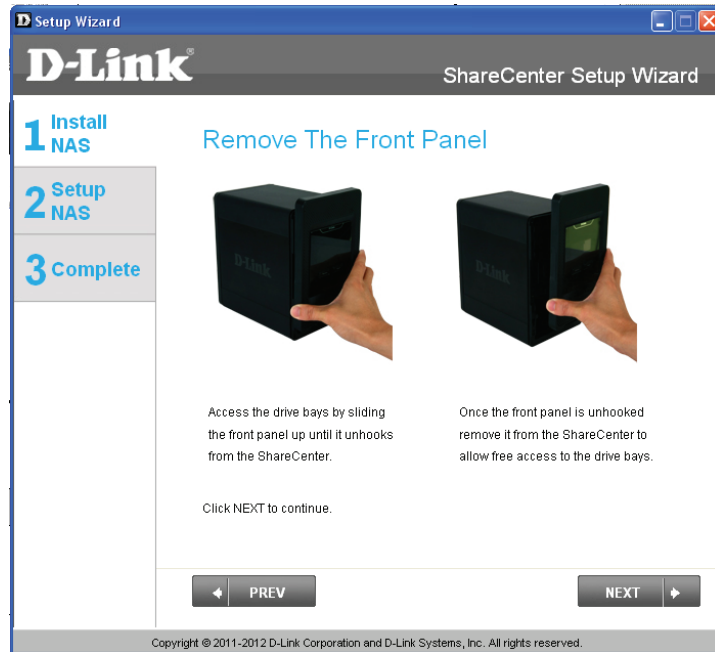 Setup Wizard
D-Link®
ShareCenter Setup Wizard
1 Install
NAS
2 Setup
NAS
3 Complete
Remove The Front Panel
D-Link
D-Link
Access the drive bays by sliding
the front panel up until it unhooks
from the ShareCenter.
Once the front panel is unhooked
remove it from the ShareCenter to
allow free access to the drive bays.
Click NEXT to continue.
PREV
NEXT
Copyright © 2011-2012 D-Link Corporation and D-Link Systems, Inc. All rights reserved.